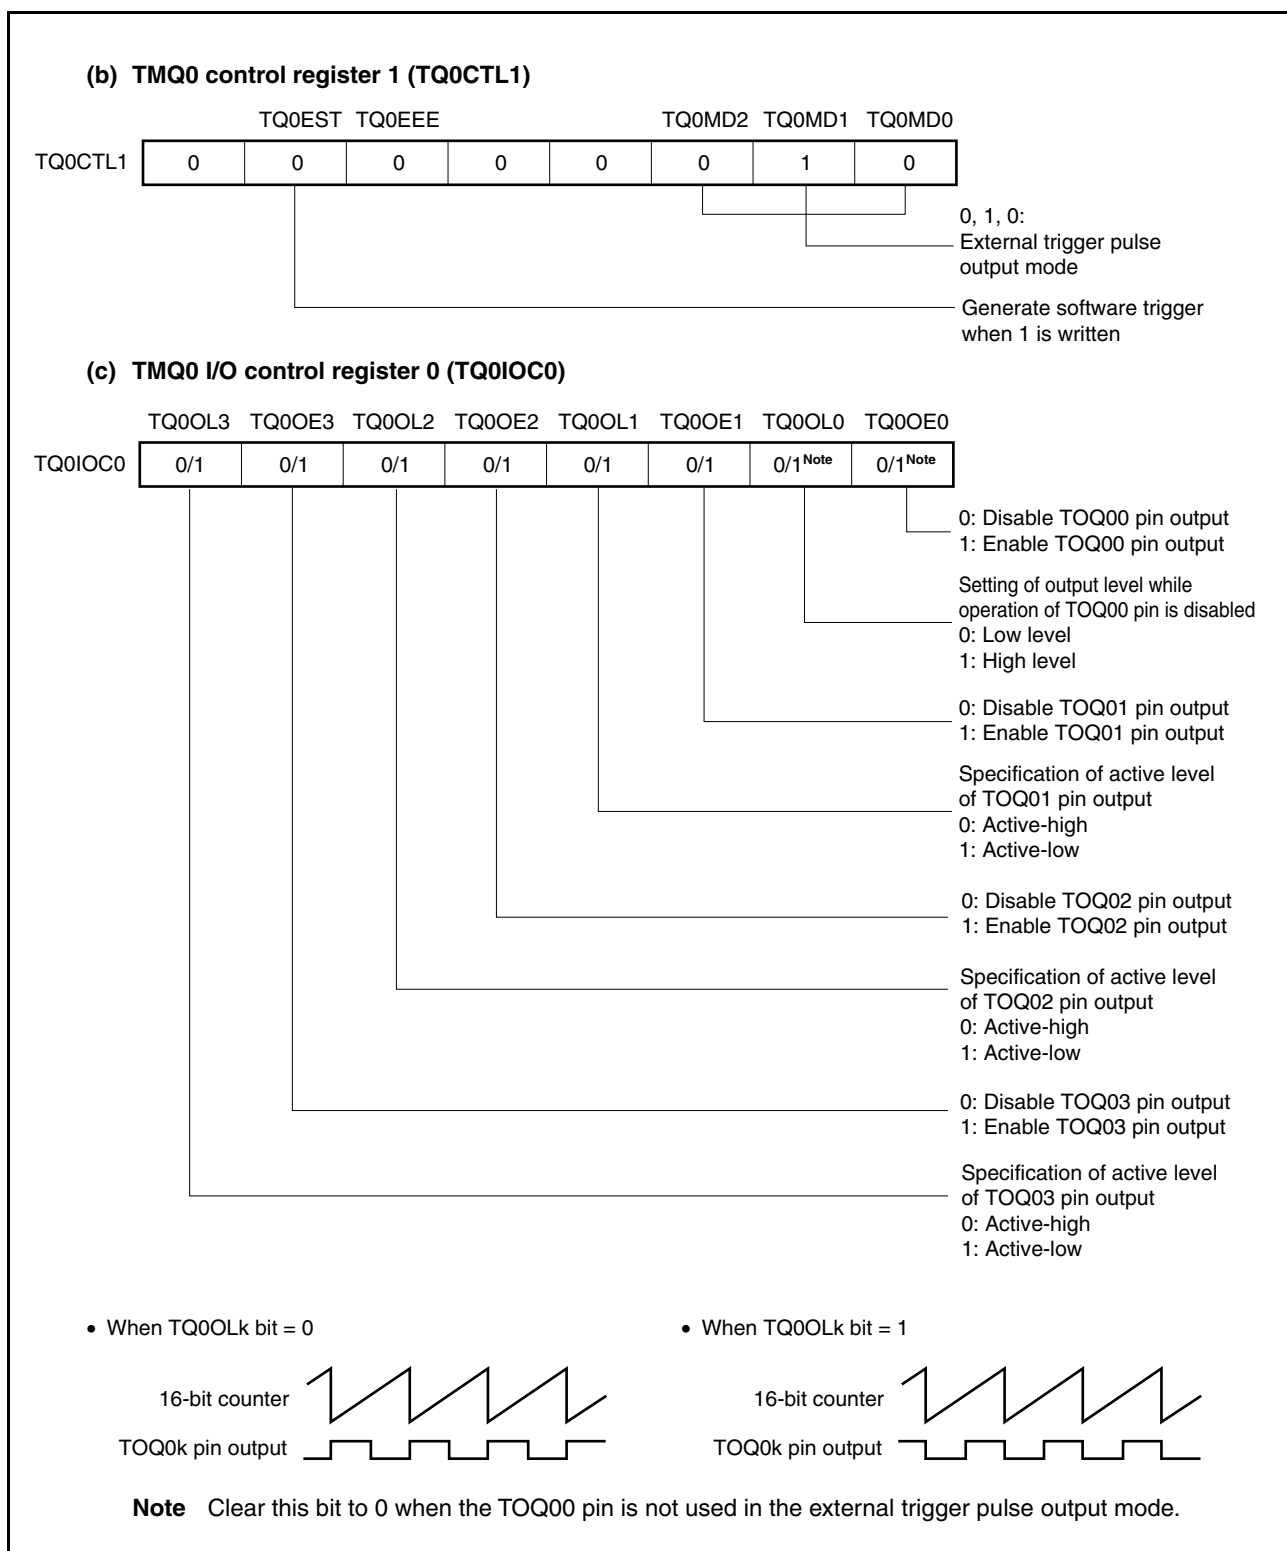 (b) TMQ0 control register 1 (TQ0CTL1)
TQ0EST TQ0EEE TQ0MD2 TQ0MD1 TQ0MD0
TQ0CTL1 0 0 0 0 0 0 1 0
0, 1, 0:
External trigger pulse
output mode
Generate software trigger
when 1 is written
(c) TMQ0 I/O control register 0 (TQ0IOC0)
TQ0OL3 TQ0OE3 TQ0OL2 TQ0OE2 TQ0OL1 TQ0OE1 TQ0OL0 TQ0OE0
TQ0IOC0 0/1 0/1 0/1 0/1 0/1 0/1 0/1Note 0/1Note
0: Disable TOQ00 pin output
1: Enable TOQ00 pin output
Setting of output level while
operation of TOQ00 pin is disabled
0: Low level
1: High level
0: Disable TOQ01 pin output
1: Enable TOQ01 pin output
Specification of active level
of TOQ01 pin output
0: Active-high
1: Active-low
0: Disable TOQ02 pin output
1: Enable TOQ02 pin output
Specification of active level
of TOQ02 pin output
0: Active-high
1: Active-low
0: Disable TOQ03 pin output
1: Enable TOQ03 pin output
Specification of active level
of TOQ03 pin output
0: Active-high
1: Active-low
• When TQ0OLk bit = 0
16-bit counter
TOQ0k pin output
• When TQ0OLk bit = 1
16-bit counter
TOQ0k pin output
Note Clear this bit to 0 when the TOQ00 pin is not used in the external trigger pulse output mode.